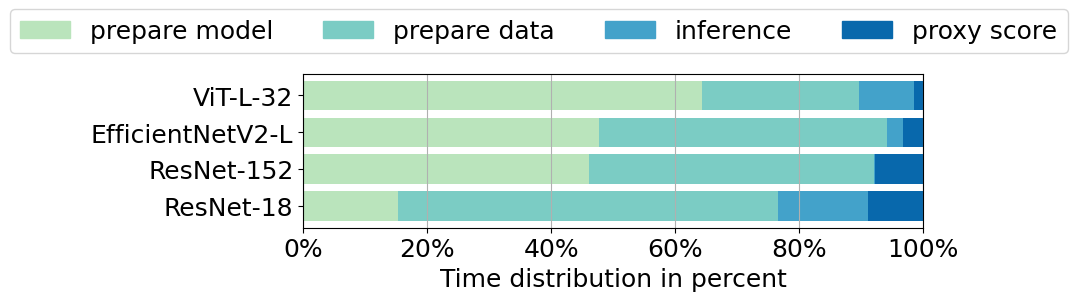 prepare model prepare data inference proxy score
ViT-L-32
EfficientNetV2-L
ResNet-152
ResNet-18
0% 20% 40% 60% 80% 100%
Time distribution in percent